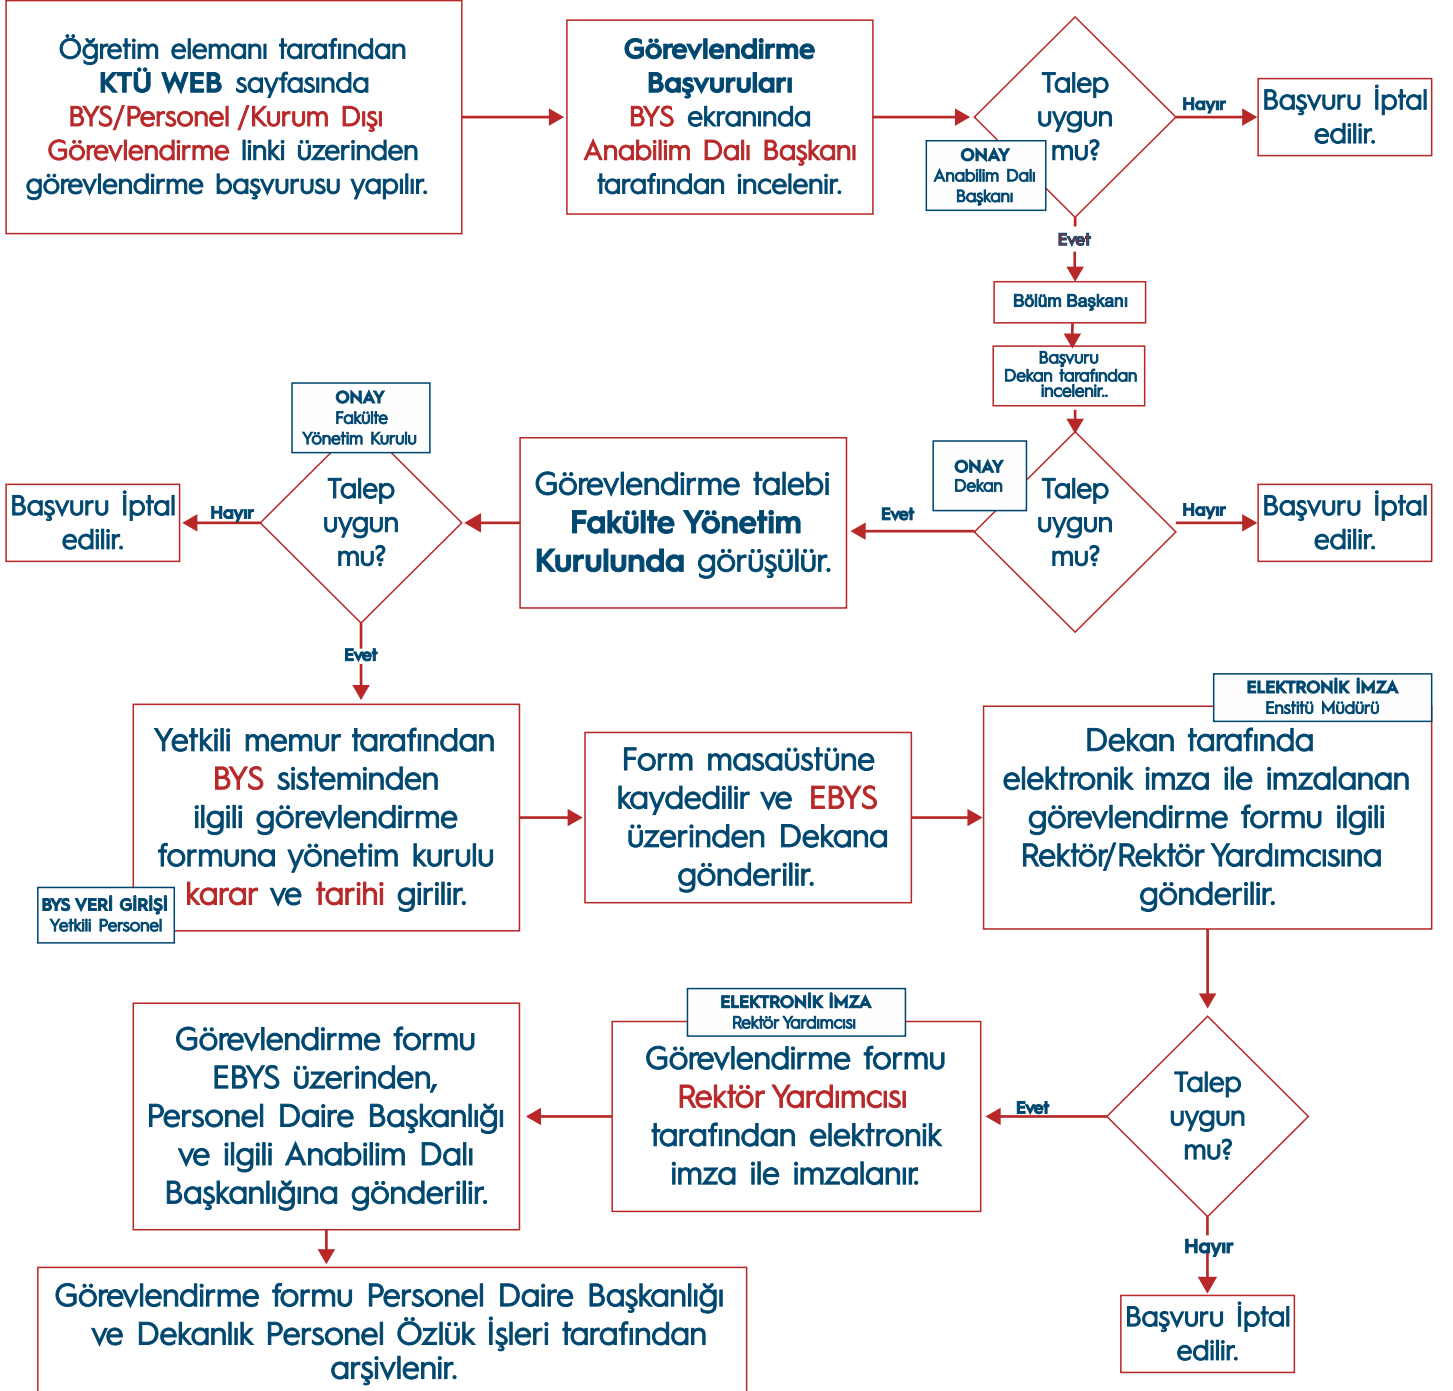 Öğretim elemanı tarafından
KTÜ WEB sayfasında
BYS/Personel /Kurum Dışı
Görevlendirme linki üzerinden
görevlendirme başvurusu yapılır.
Görevlendirme
Başvuruları
BYS ekranında
Anabilim Dalı Başkanı
tarafından incelenir.
Talep
uygun
mu?
ONAY
Anabilim Dalı
Başkanı
Hayır
Başvuru İptal
edilir.
Evet
Bölüm Başkanı
Başvuru
Dekan tarafından
incelenir..
ONAY
Dekan
Talep
uygun
mu?
Hayır
Başvuru İptal
edilir.
Evet
Görevlendirme talebi
Fakülte Yönetim
Kurulunda görüşülür.
ONAY
Fakülte
Yönetim Kurulu
Talep
uygun
mu?
Hayır
Başvuru İptal
edilir.
Evet
Yetkili memur tarafından
BYS sisteminden
ilgili görevlendirme
formuna yönetim kurulu
karar ve tarihi girilir.
BYS VERİ GİRİŞİ
Yetkili Personel
Form masaüstüne
kaydedilir ve EBYS
üzerinden Dekana
gönderilir.
ELEKTRONİK İMZA
Enstitü Müdürü
Dekan tarafında
elektronik imza ile imzalanan
görevlendirme formu ilgili
Rektör/Rektör Yardımcısına
gönderilir.
Talep
uygun
mu?
Hayır
Başvuru İptal
edilir.
Evet
ELEKTRONİK İMZA
Rektör Yardımcısı
Görevlendirme formu
Rektör Yardımcısı
tarafından elektronik
imza ile imzalanır.
Görevlendirme formu
EBYS üzerinden,
Personel Daire Başkanlığı
ve ilgili Anabilim Dalı
Başkanlığına gönderilir.
Görevlendirme formu Personel Daire Başkanlığı
ve Dekanlık Personel Özlük İşleri tarafından
arşivlenir.